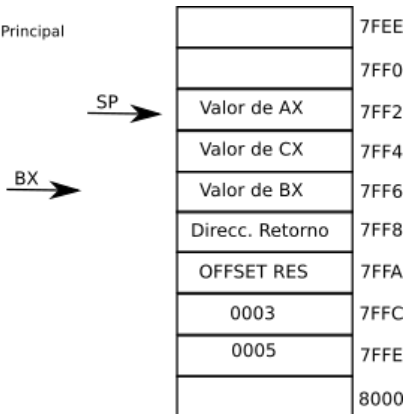 Principal
7FEE
7FF0
SP
Valor de AX 7FF2
Valor de CX 7FF4
BX
Valor de BX 7FF6
Direcc. Retorno 7FF8
OFFSET RES 7FFA
0003 7FFC
0005 7FFE
8000